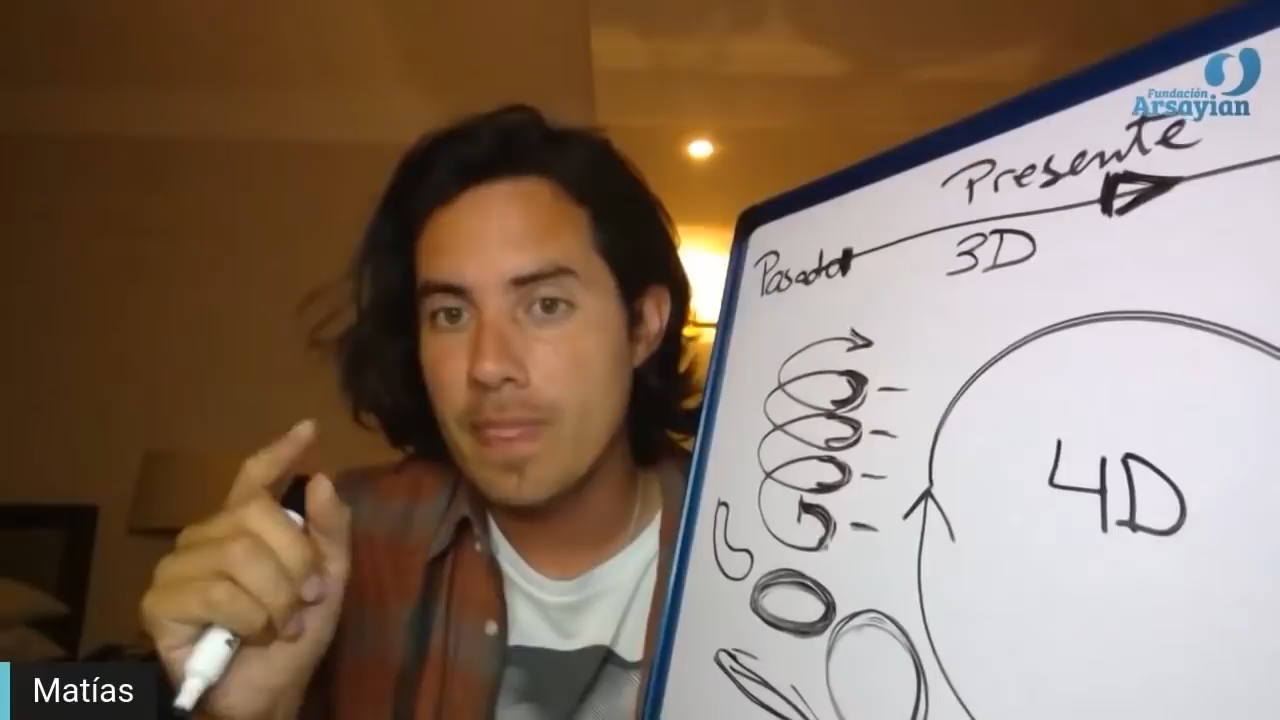 Fundación
Arsayian
Presente
Pasado
3D
4D
Matías